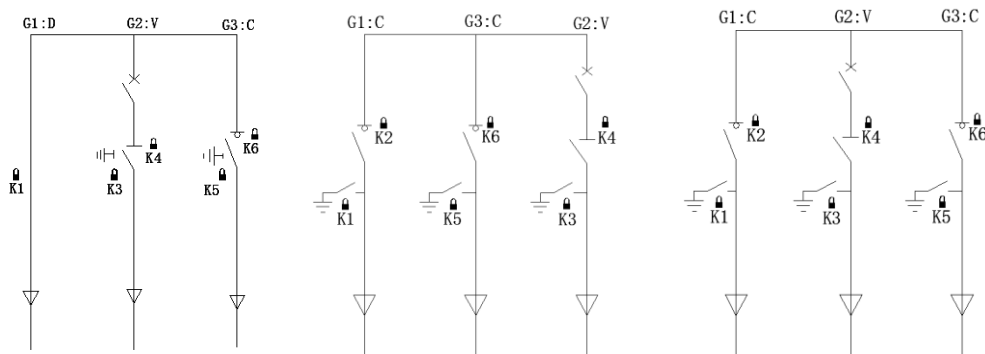 G1:D G2:V G3:C
K6
K4
K1 K3 K5
G1:C G3:C G2:V
K2 K6 K4
K1 K5 K3
G1:C G2:V G3:C
K2 K4 K6
K1 K3 K5